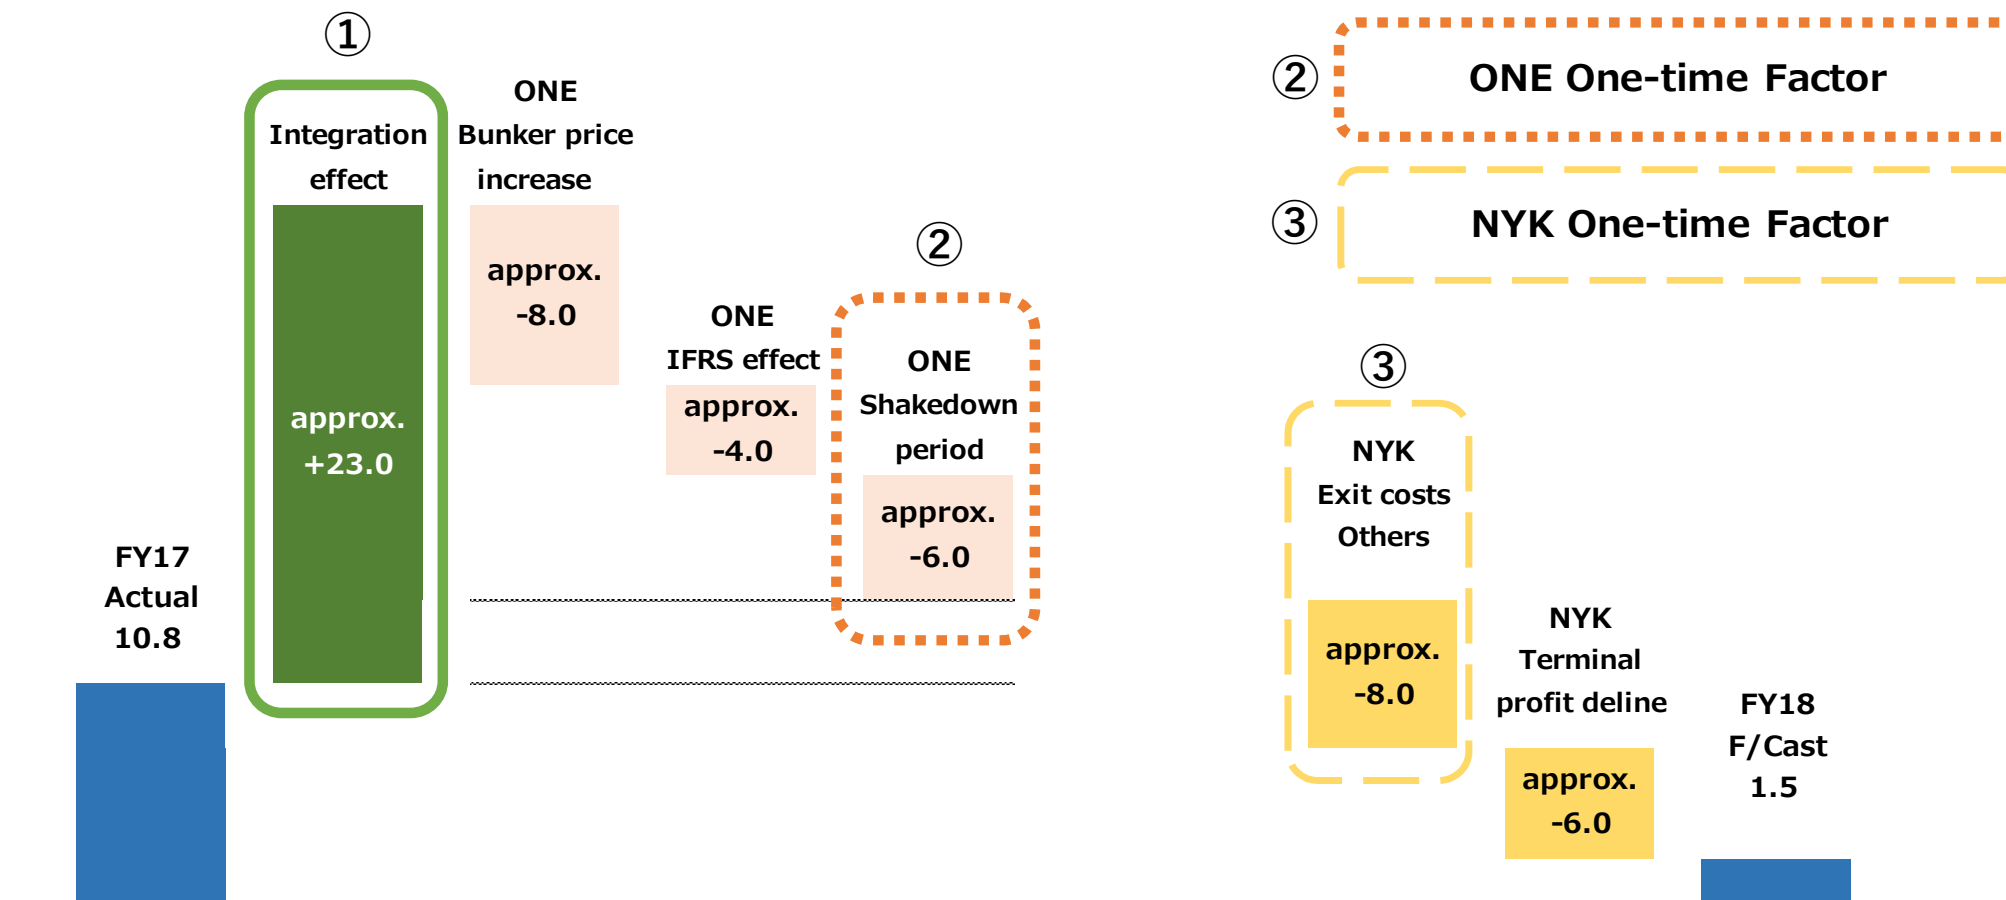 ①
Integration
effect
approx.
+23.0
FY17
Actual
10.8
ONE
Bunker price
increase
approx.
-8.0
ONE
IFRS effect
approx.
-4.0
②
ONE
Shakedown
period
approx.
-6.0
② ONE One-time Factor
③ NYK One-time Factor
③
NYK
Exit costs
Others
approx.
-8.0
NYK
Terminal
profit deline
approx.
-6.0
FY18
F/Cast
1.5